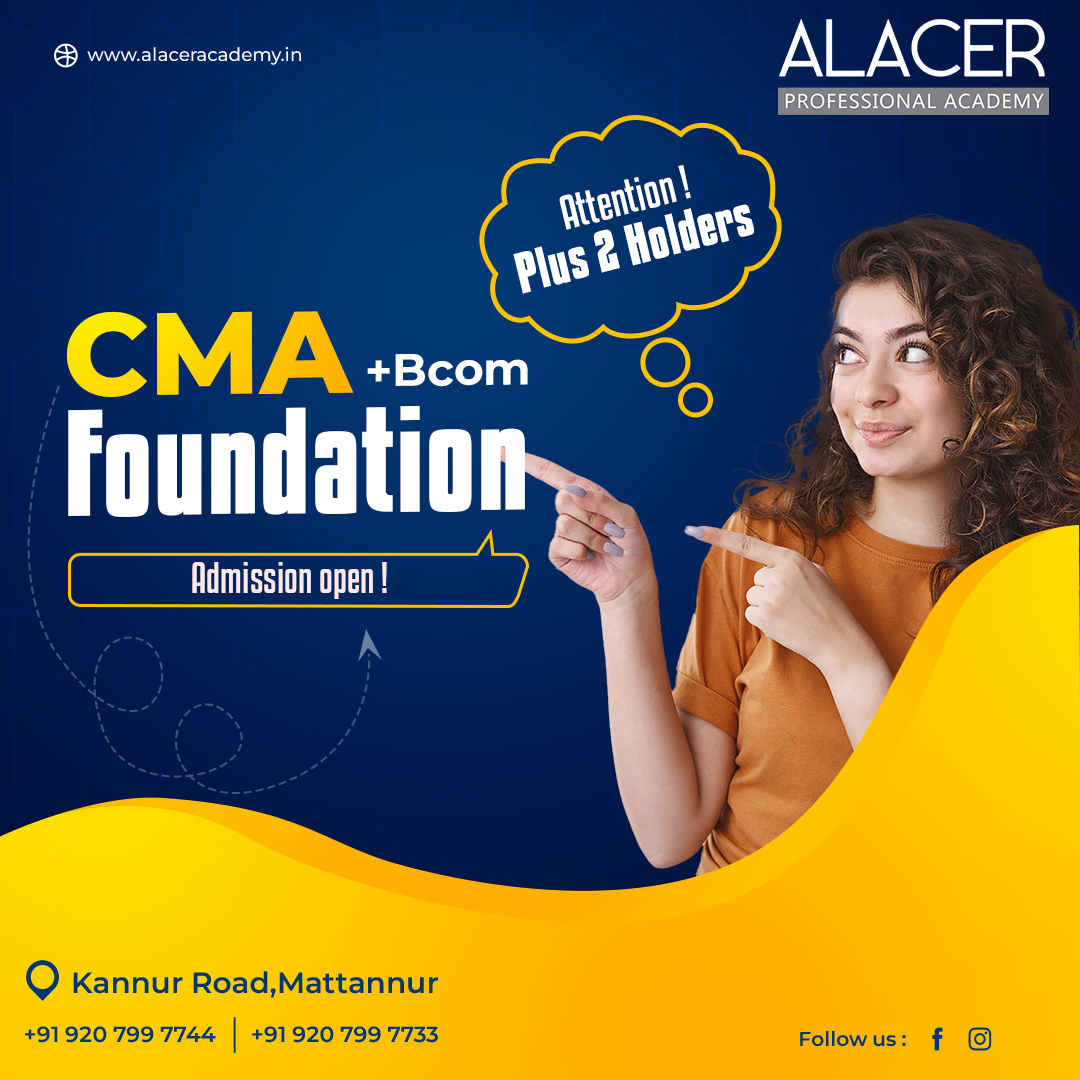 www.alaceracademy.in
ALACER
PROFESSIONAL ACADEMY
Attention !
Plus 2 Holders
CMA +Bcom
Foundation
Admission open !
Kannur Road,Mattannur
+91 920 799 7744 | +91 920 799 7733
Follow us :